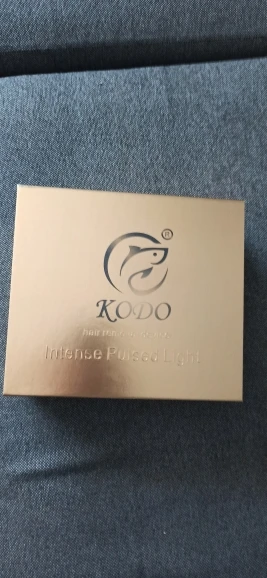 ®
KODO
Intense Pulsed Light